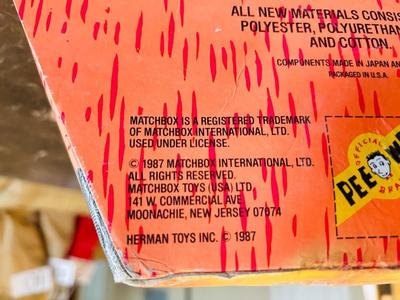 ALL NEW MATERIALS CONSIS
POLYESTER, POLYURETHAN
AND COTTON.
COMPONENTS MADE IN JAPAN AN
PACKAGED IN U.S.A.
MATCHBOX IS A REGISTERED TRADEMARK
OF MATCHBOX INTERNATIONAL, LTD.
USED UNDER LICENSE.
© 1987 MATCHBOX INTERNATIONAL, LTD.
ALL RIGHTS RESERVED.
MATCHBOX TOYS (USA) LTD.
141 W. COMMERCIAL AVE
MOONACHIE, NEW JERSEY 07074
HERMAN TOYS INC. © 1987
OFFICIAL
PEE WE